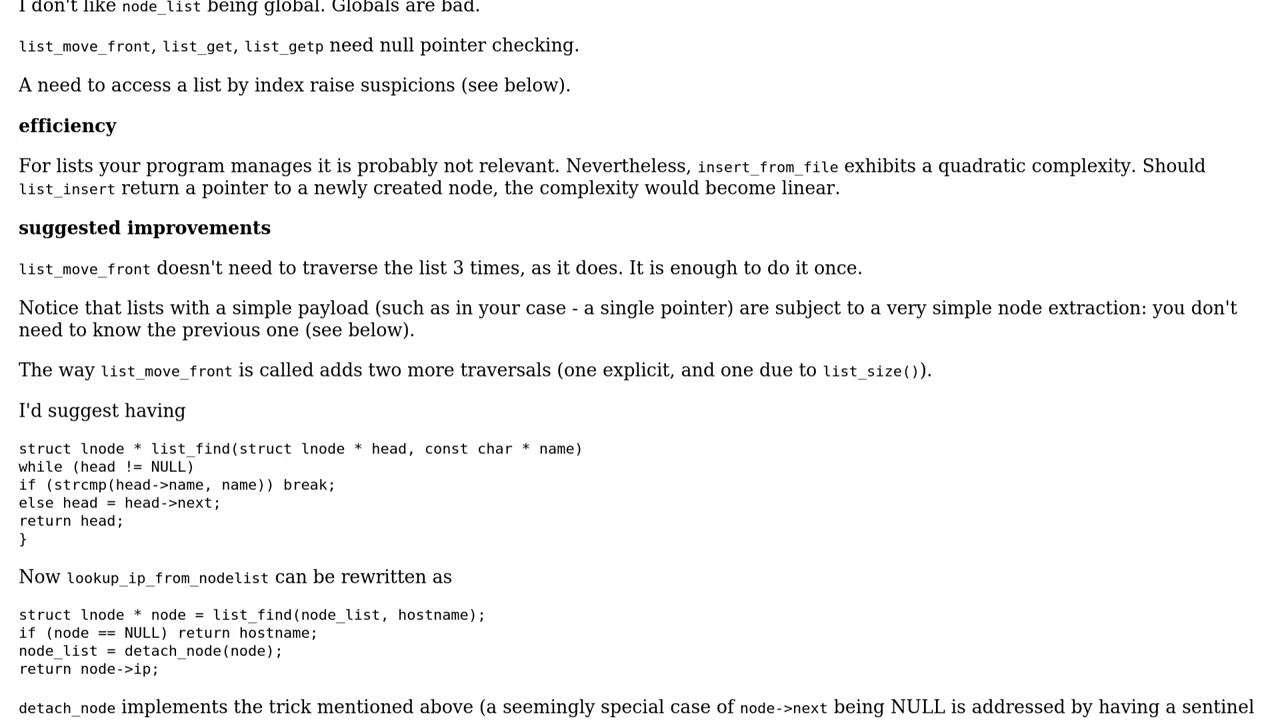 I don't like node_list being global. Globals are bad.
list_move_front, list_get, list_getp need null pointer checking.
A need to access a list by index raise suspicions (see below).
efficiency
For lists your program manages it is probably not relevant. Nevertheless, insert_from_file exhibits a quadratic complexity. Should
list_insert return a pointer to a newly created node, the complexity would become linear.
suggested improvements
list_move_front doesn't need to traverse the list 3 times, as it does. It is enough to do it once.
Notice that lists with a simple payload (such as in your case - a single pointer) are subject to a very simple node extraction: you don't
need to know the previous one (see below).
The way list_move_front is called adds two more traversals (one explicit, and one due to list_size()).
I'd suggest having
struct lnode * list_find(struct lnode * head, const char * name)
while (head != NULL)
if (strcmp(head->name, name)) break;
else head = head->next;
return head;
}
Now lookup_ip_from_nodelist can be rewritten as
struct lnode * node = list_find(node_list, hostname);
if (node == NULL) return hostname;
node_list = detach_node(node);
return node->ip;
detach_node implements the trick mentioned above (a seemingly special case of node->next being NULL is addressed by having a sentinel